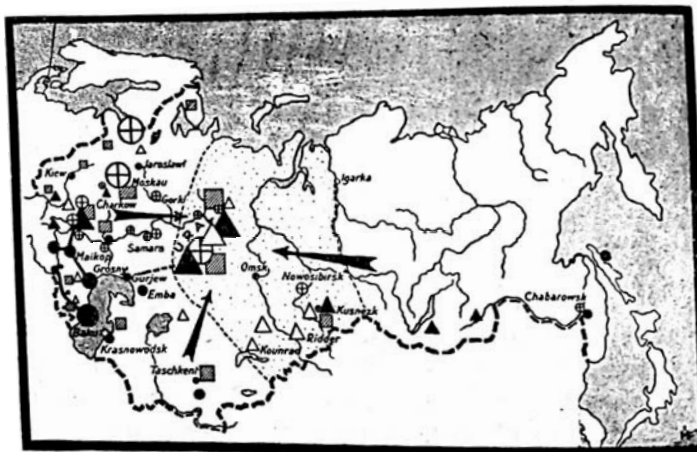 Igarka
Jaroslawl
Kiew
Moskau
Gorki
Charkow
URAL
Samara
Maikop
Grosny
Gurjew
Omsk
Nowosibirsk
Emba
Kusnezk
Chabarowsk
Baku
Ridder
Krasnowodsk
Kounrad
Taschkent